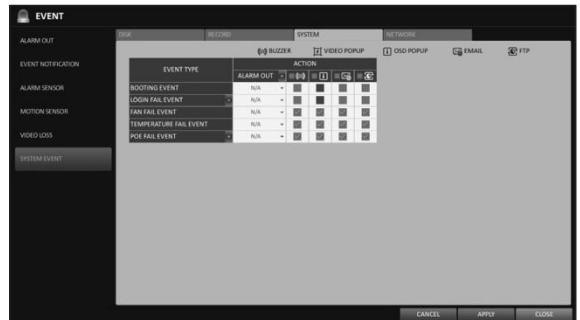 EVENT
DISK RECORD SYSTEM NETWORK
ALARM OUT
BUZZER VIDEO POPUP OSD POPUP EMAIL FTP
EVENT NOTIFICATION
EVENT TYPE ACTION
ALARM OUT
ALARM SENSOR
BOOTING EVENT N/A
LOGIN FAIL EVENT N/A
MOTION SENSOR
FAN FAIL EVENT N/A
TEMPERATURE FAIL EVENT N/A
VIDEO LOSS
POE FAIL EVENT N/A
SYSTEM EVENT
CANCEL APPLY CLOSE